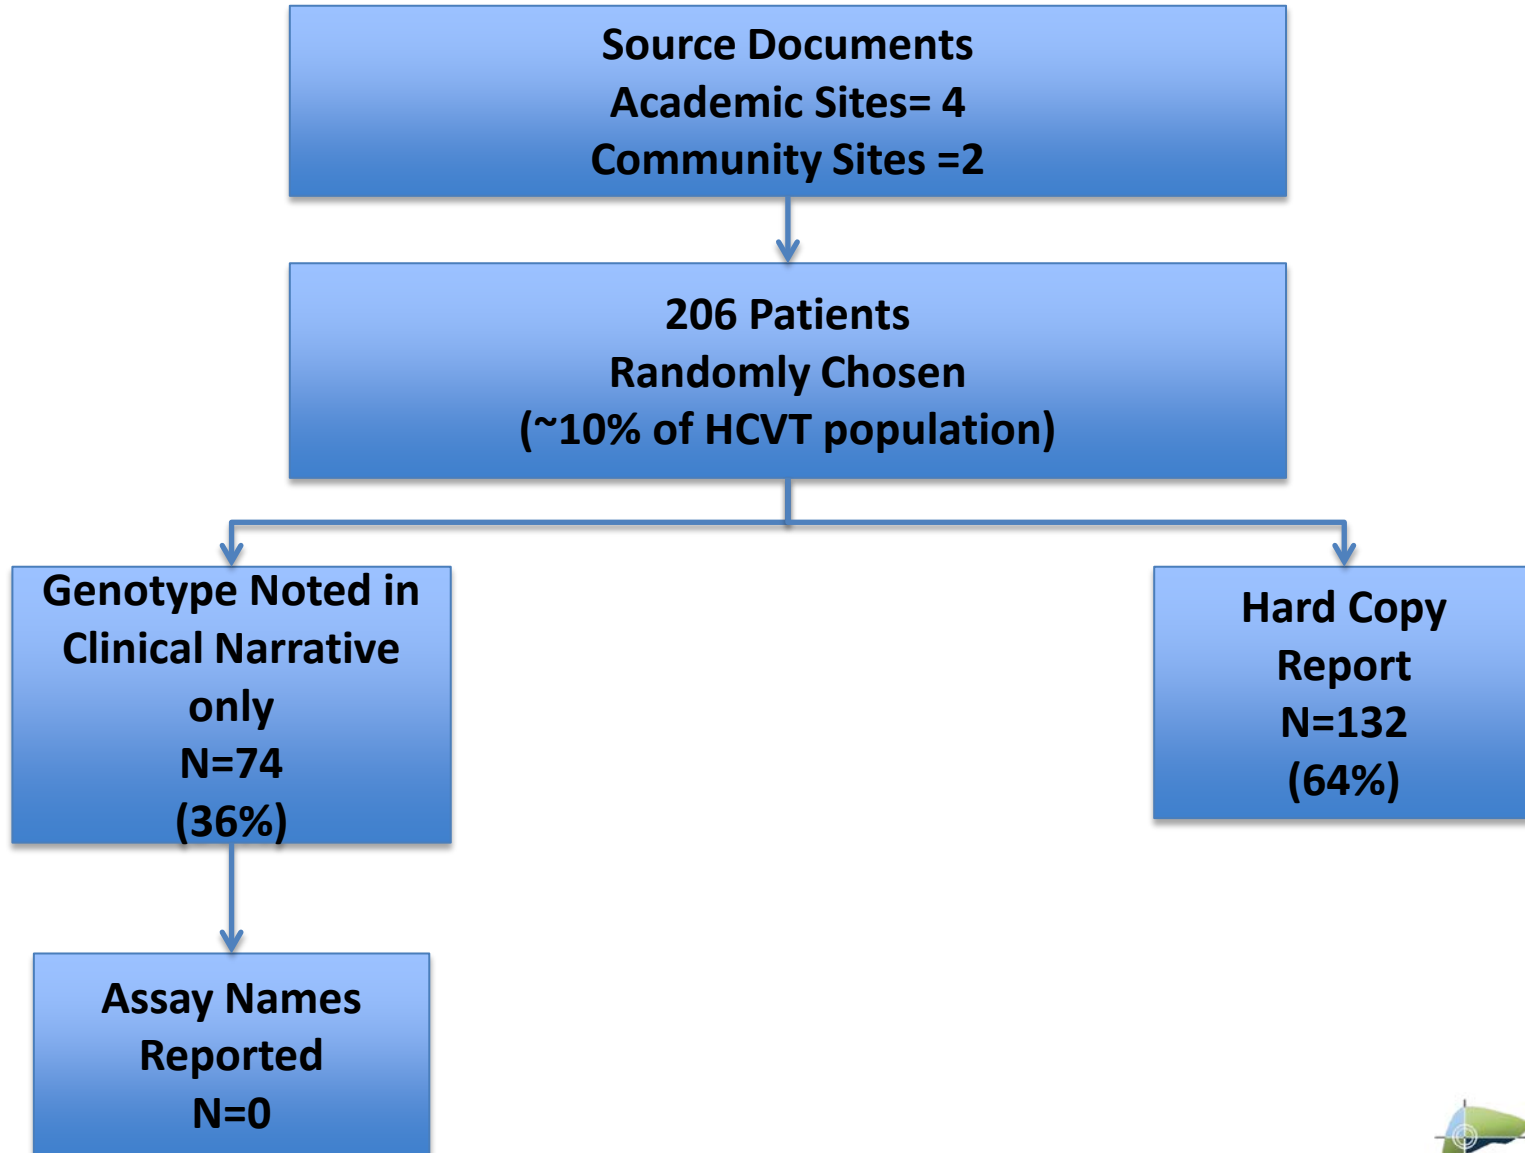 Source Documents
Academic Sites= 4
Community Sites =2
206 Patients
Randomly Chosen
(~10% of HCVT population)
Genotype Noted in
Clinical Narrative
only
N=74
(36%)
Hard Copy
Report
N=132
(64%)
Assay Names
Reported
N=0